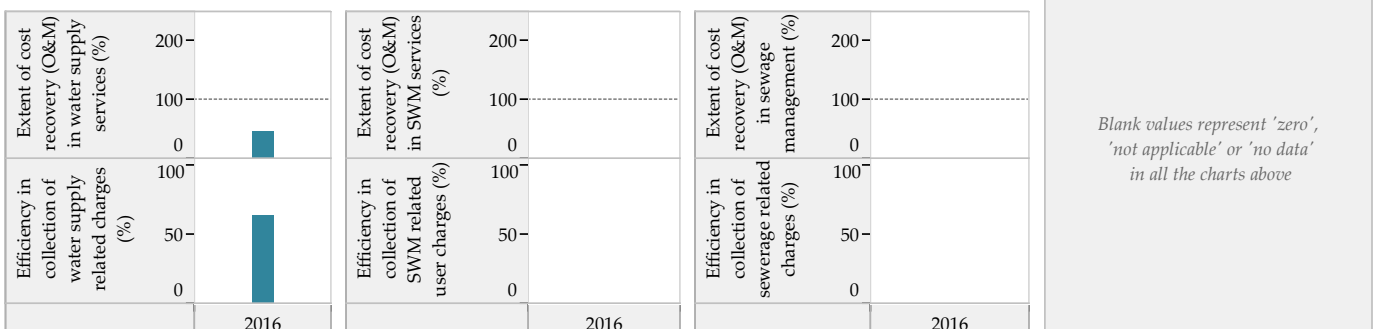 Extent of cost
recovery (O&M)
in water supply
services (%)
200
100
0
Efficiency in
collection of
water supply
related charges
(%)
100
50
0
2016
Extent of cost
recovery (O&M)
in SWM services
(%)
200
100
0
Efficiency in
collection of
SWM related
user charges (%)
100
50
0
2016
Extent of cost
recovery (O&M)
in sewage
management (%)
200
100
0
Efficiency in
collection of
sewerage related
charges (%)
100
50
0
2016
Blank values represent 'zero',
'not applicable' or 'no data'
in all the charts above